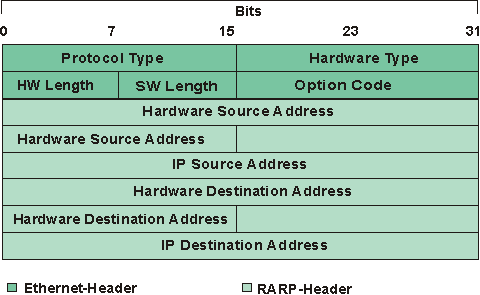 Bits
0 7 15 23 31
Protocol Type Hardware Type
HW Length SW Length Option Code
Hardware Source Address
Hardware Source Address
IP Source Address
Hardware Destination Address
Hardware Destination Address
IP Destination Address
Ethernet-Header RARP-Header